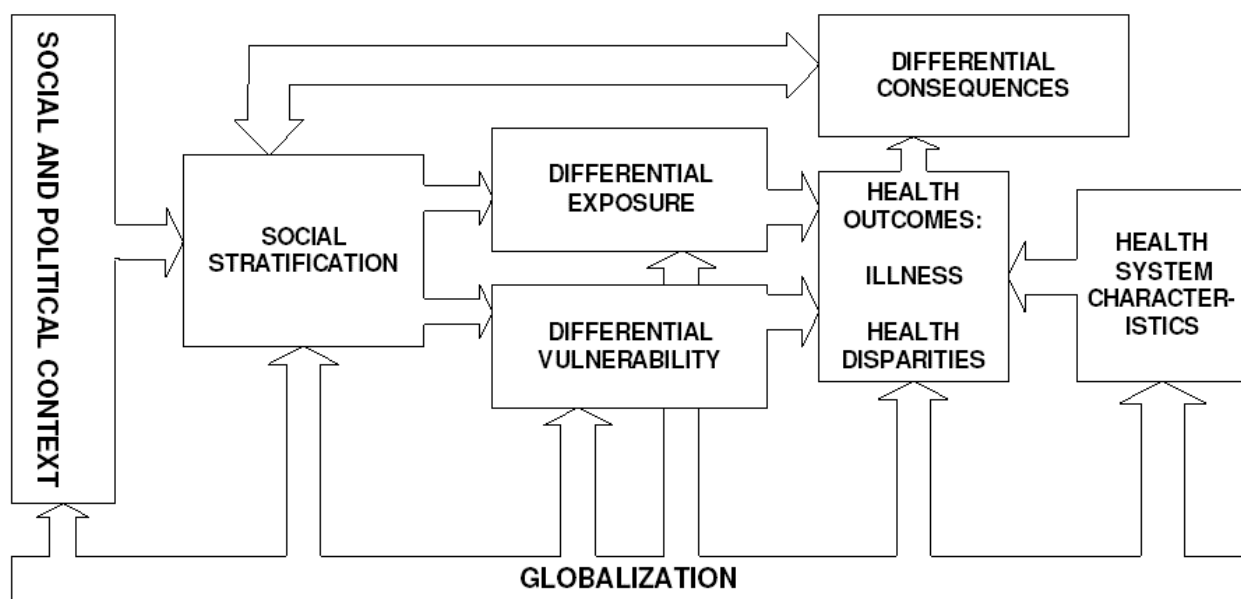 SOCIAL AND POLITICAL CONTEXT
DIFFERENTIAL
CONSEQUENCES
SOCIAL
STRATIFICATION
DIFFERENTIAL
EXPOSURE
DIFFERENTIAL
VULNERABILITY
HEALTH
OUTCOMES:
ILLNESS
HEALTH
DISPARITIES
HEALTH
SYSTEM
CHARACTER-
ISTICS
GLOBALIZATION